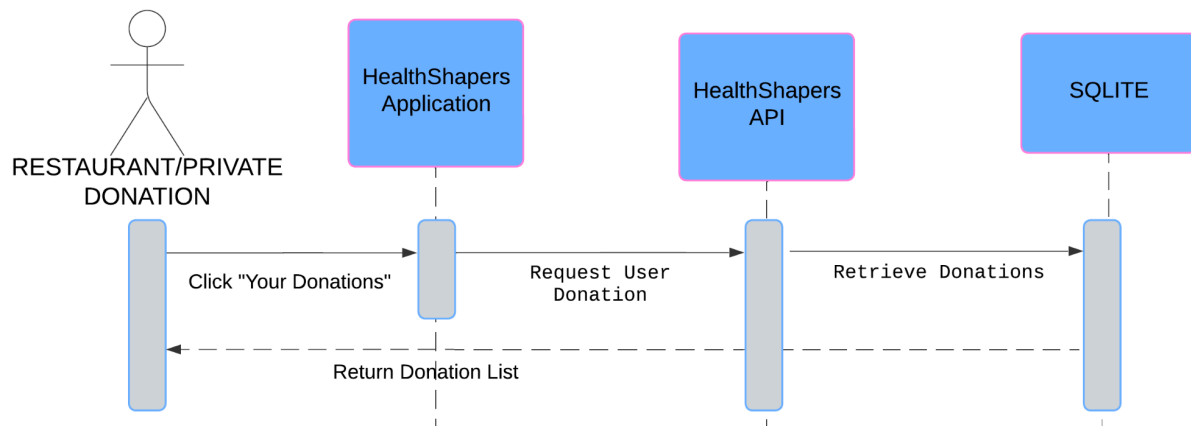 HealthShapers
Application
HealthShapers
API
SQLITE
RESTAURANT/PRIVATE
DONATION
Click "Your Donations"
Request User
Donation
Retrieve Donations
Return Donation List